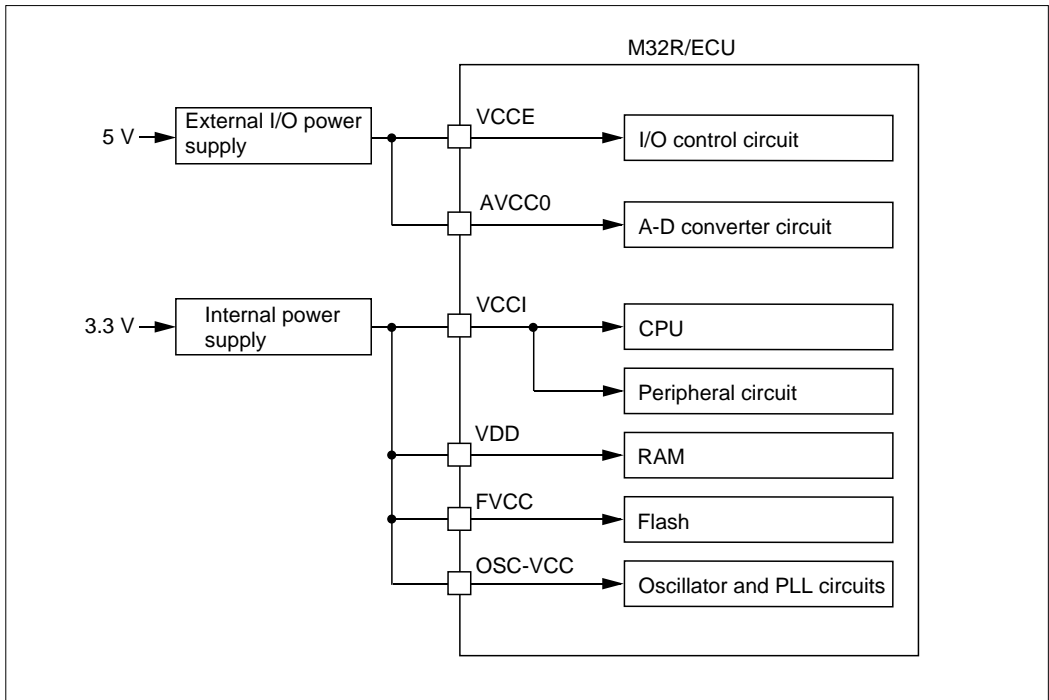 M32R/ECU
5 V
External I/O power
supply
VCCE
I/O control circuit
AVCC0
A-D converter circuit
3.3 V
Internal power
supply
VCCI
CPU
Peripheral circuit
VDD
RAM
FVCC
Flash
OSC-VCC
Oscillator and PLL circuits